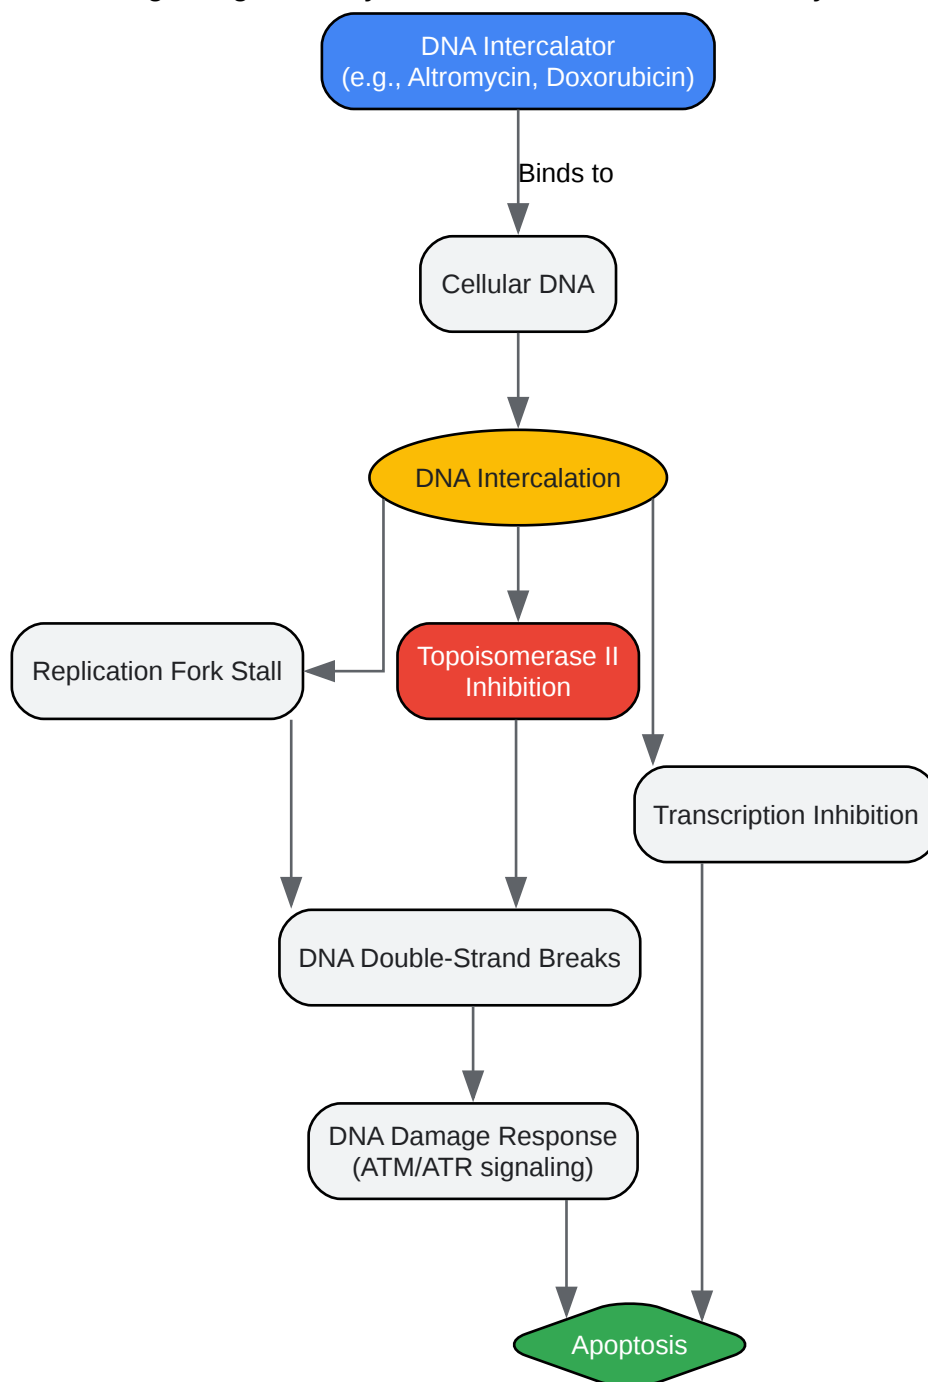 DNA Intercalator
(e.g., Altromycin, Doxorubicin)
Binds to
Cellular DNA
DNA Intercalation
Replication Fork Stall
Topoisomerase II
Inhibition
Transcription Inhibition
DNA Double-Strand Breaks
DNA Damage Response
(ATM/ATR signaling)
Apoptosis